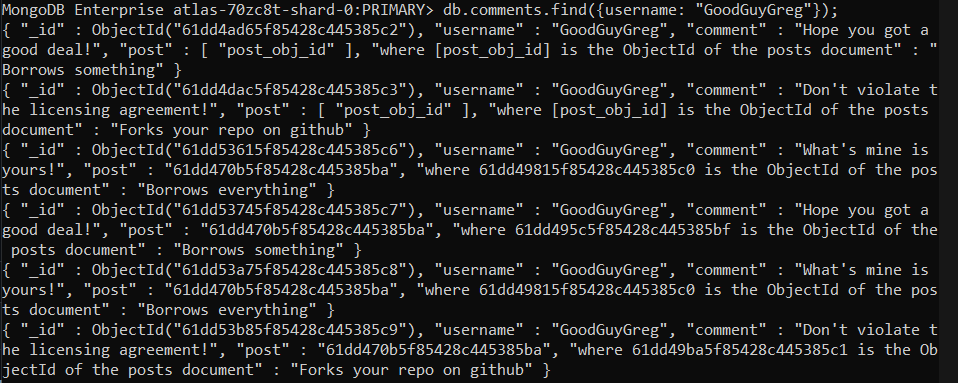 MongoDB Enterprise atlas-70zc8t-shard-0:PRIMARY> db.comments.find({username: "GoodGuyGreg"});
{ "_id" : ObjectId("61dd4ad65f85428c445385c2"), "username" : "GoodGuyGreg", "comment" : "Hope you got a
good deal!", "post" : [ "post_obj_id" ], "where [post_obj_id] is the ObjectId of the posts document" : "
Borrows something" }
{ "_id" : ObjectId("61dd4dac5f85428c445385c3"), "username" : "GoodGuyGreg", "comment" : "Don't violate t
he licensing agreement!", "post" : [ "post_obj_id" ], "where [post_obj_id] is the ObjectId of the posts
document" : "Forks your repo on github" }
{ "_id" : ObjectId("61dd53615f85428c445385c6"), "username" : "GoodGuyGreg", "comment" : "What's mine is
yours!", "post" : "61dd470b5f85428c445385ba", "where 61dd49815f85428c445385c0 is the ObjectId of the pos
ts document" : "Borrows everything" }
{ "_id" : ObjectId("61dd53745f85428c445385c7"), "username" : "GoodGuyGreg", "comment" : "Hope you got a
good deal!", "post" : "61dd470b5f85428c445385ba", "where 61dd495c5f85428c445385bf is the ObjectId of the
 posts document" : "Borrows something" }
{ "_id" : ObjectId("61dd53a75f85428c445385c8"), "username" : "GoodGuyGreg", "comment" : "What's mine is
yours!", "post" : "61dd470b5f85428c445385ba", "where 61dd49815f85428c445385c0 is the ObjectId of the pos
ts document" : "Borrows everything" }
{ "_id" : ObjectId("61dd53b85f85428c445385c9"), "username" : "GoodGuyGreg", "comment" : "Don't violate t
he licensing agreement!", "post" : "61dd470b5f85428c445385ba", "where 61dd49ba5f85428c445385c1 is the Ob
jectId of the posts document" : "Forks your repo on github" }